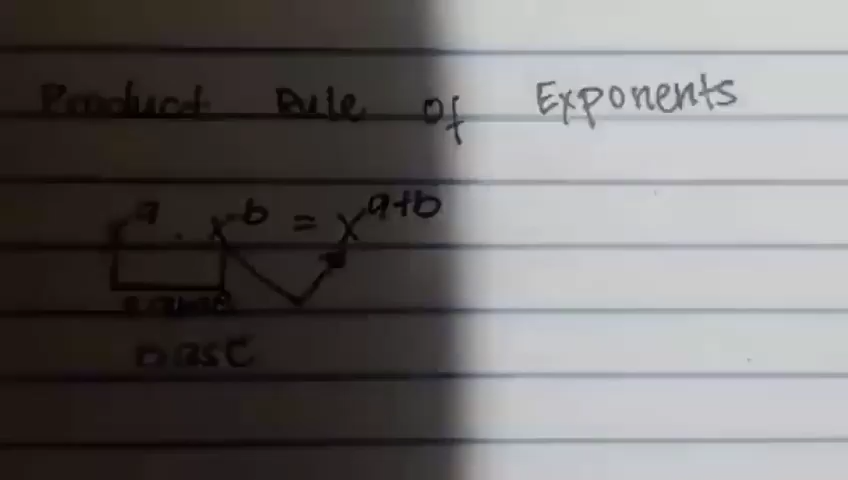 Product Rule of Exponents
x^a · x^b = x^a+b
same
base